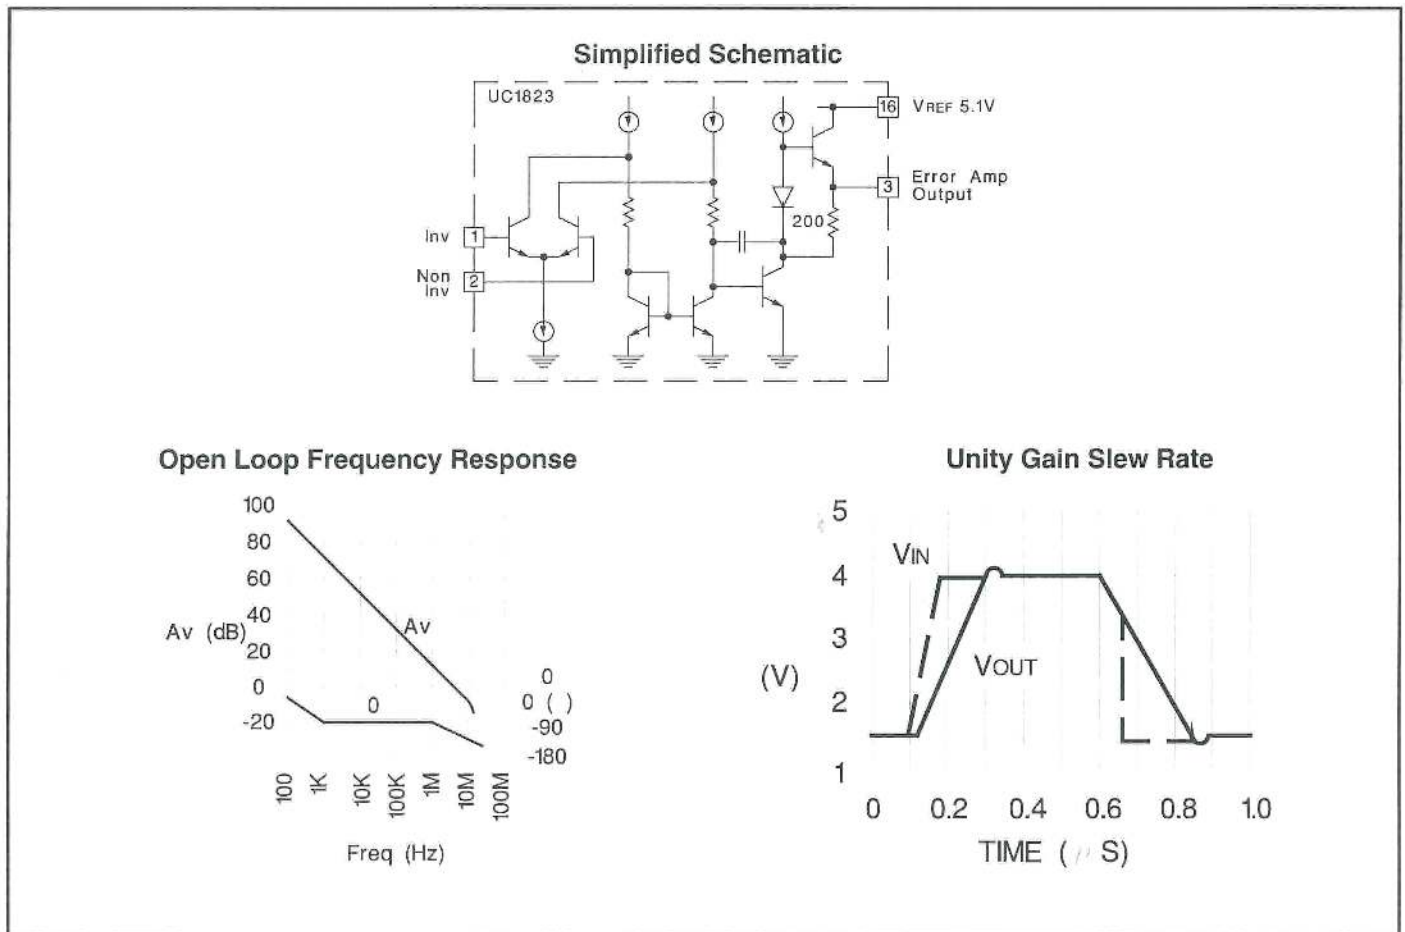 Simplified Schematic
UC1823
16 VREF 5.1V
3 Error Amp
Output
200
Inv 1
Non
Inv 2
Open Loop Frequency Response
100
80
60
40
20
0
-20
Av (dB)
Av
0
0
0 ( )
-90
-180
100 1K 10K 100K 1M 10M 100M
Freq (Hz)
Unity Gain Slew Rate
5
4
3
2
1
(V)
VIN
VOUT
0 0.2 0.4 0.6 0.8 1.0
TIME (μ S)